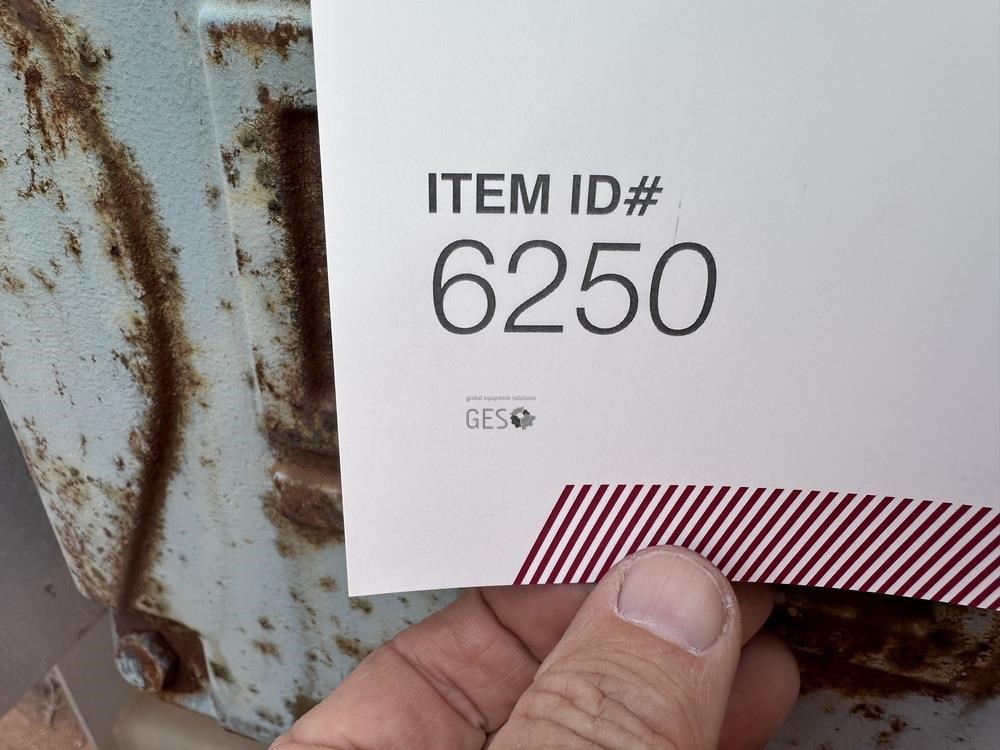 ITEM ID#
6250
global equipment solutions
GES